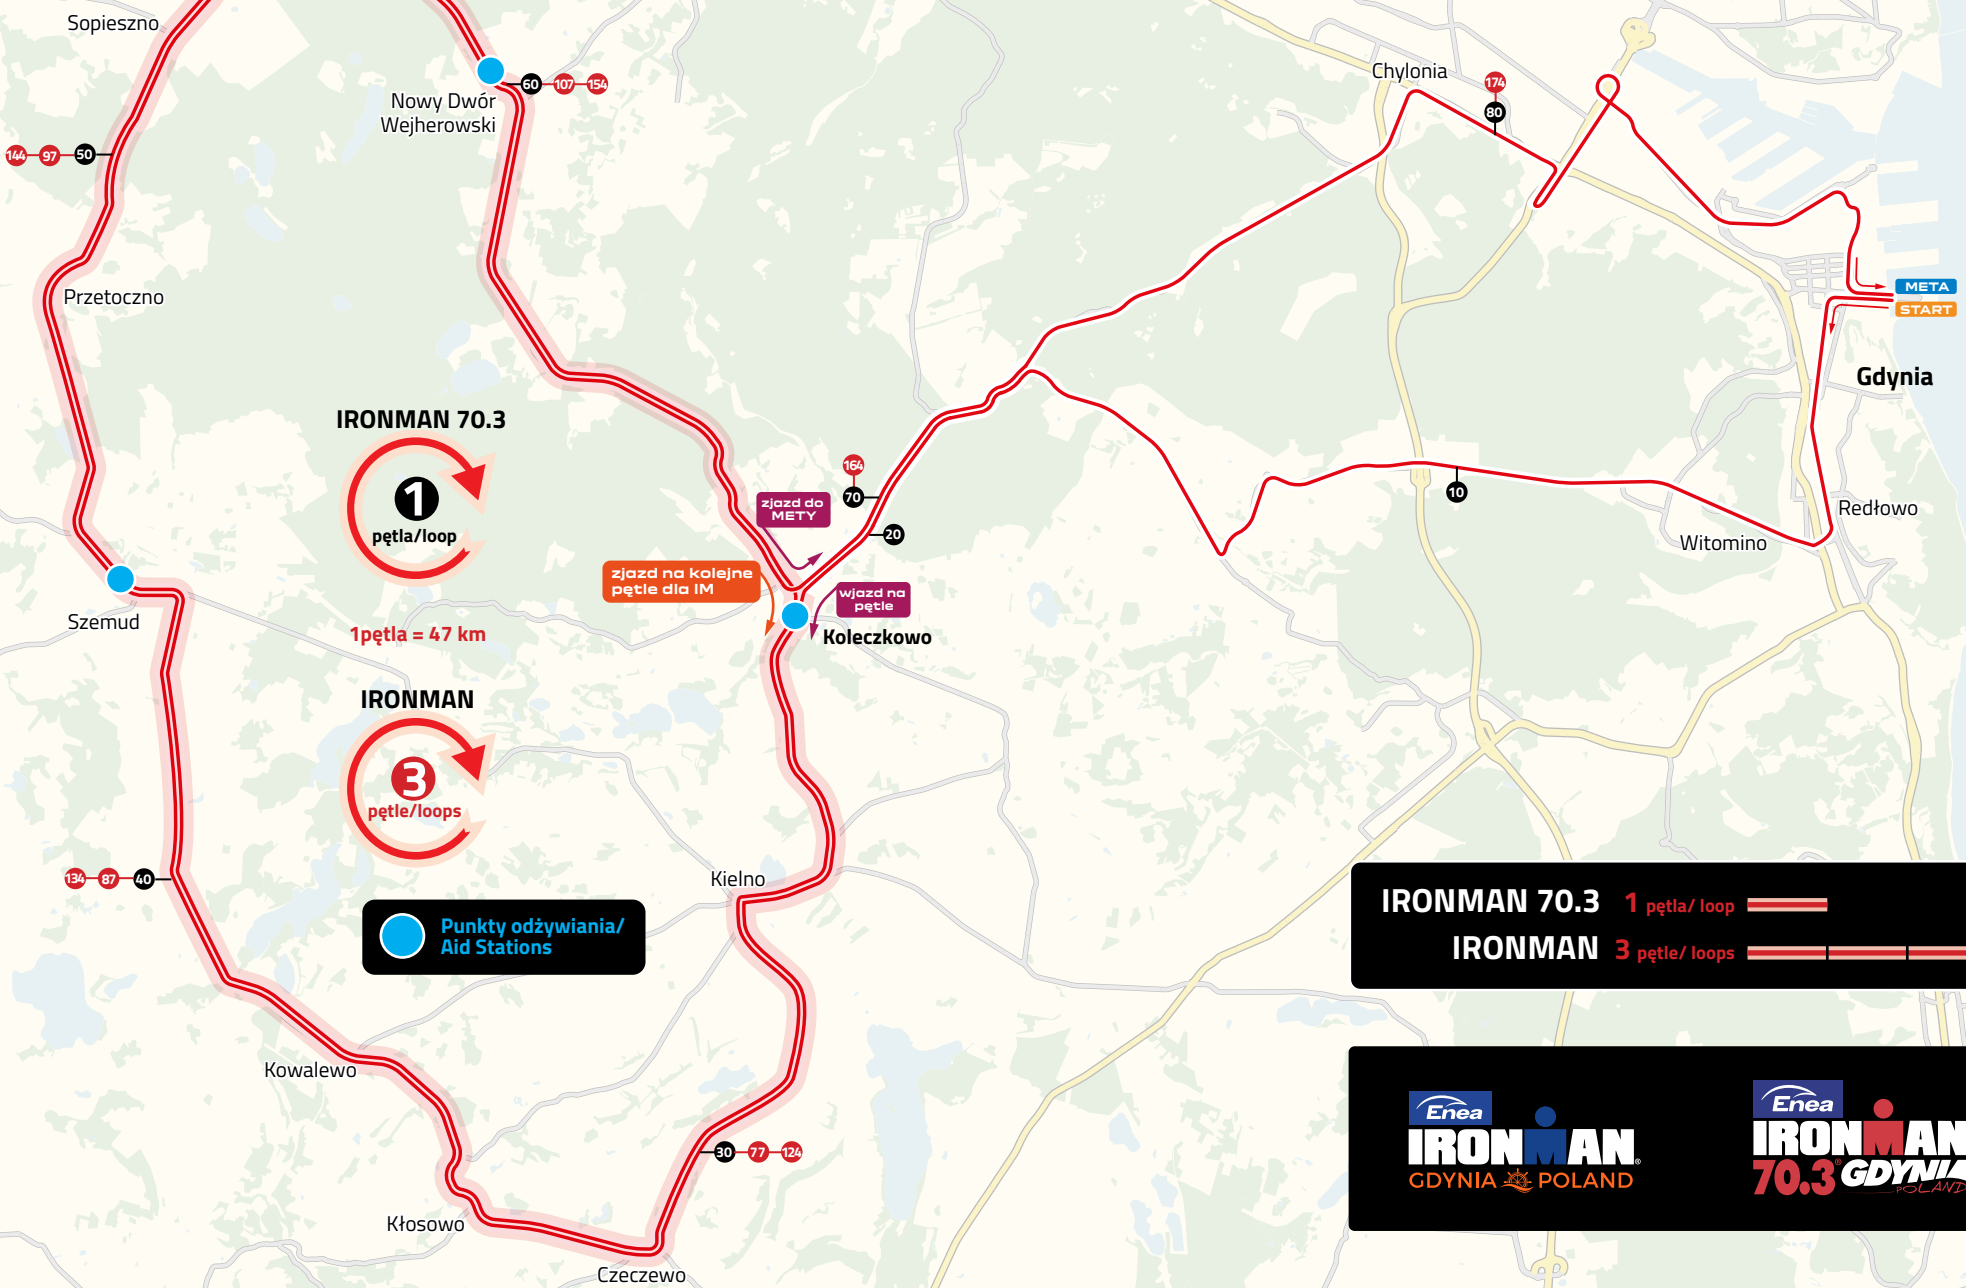 Sopieszno
Chylonia
174
80
60 107 154
Nowy Dwór
Wejherowski
144 97 50
Przetoczno
META
START
Gdynia
IRONMAN 70.3
1
pętla/loop
164
70
zjazd do
METY
20
10
Redłowo
Witomino
zjazd na kolejne
pętle dla IM
wjazd na
pętle
Koleczkowo
Szemud
1pętla = 47 km
IRONMAN
3
pętle/loops
134 87 40
Kielno
Punkty odżywiania/
Aid Stations
IRONMAN 70.3 1 pętla/ loop
IRONMAN 3 pętle/ loops
Kowalewo
30 77 124
Kłosowo
Czeczewo
Enea
IRONMAN®
GDYNIA POLAND
Enea
IRONMAN
70.3® GDYNIA
POLAND